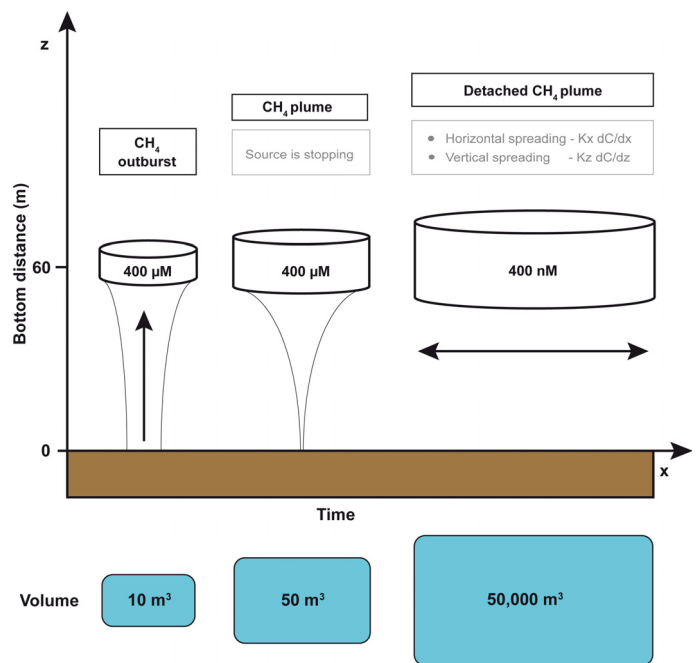 z
Detached CH₄ plume
CH₄ plume
CH₄
outburst
Source is stopping
• Horizontal spreading - Kx dC/dx
• Vertical spreading - Kz dC/dz
Bottom distance (m)
60
400 µM
400 µM
400 nM
0
x
Time
Volume
10 m³
50 m³
50,000 m³